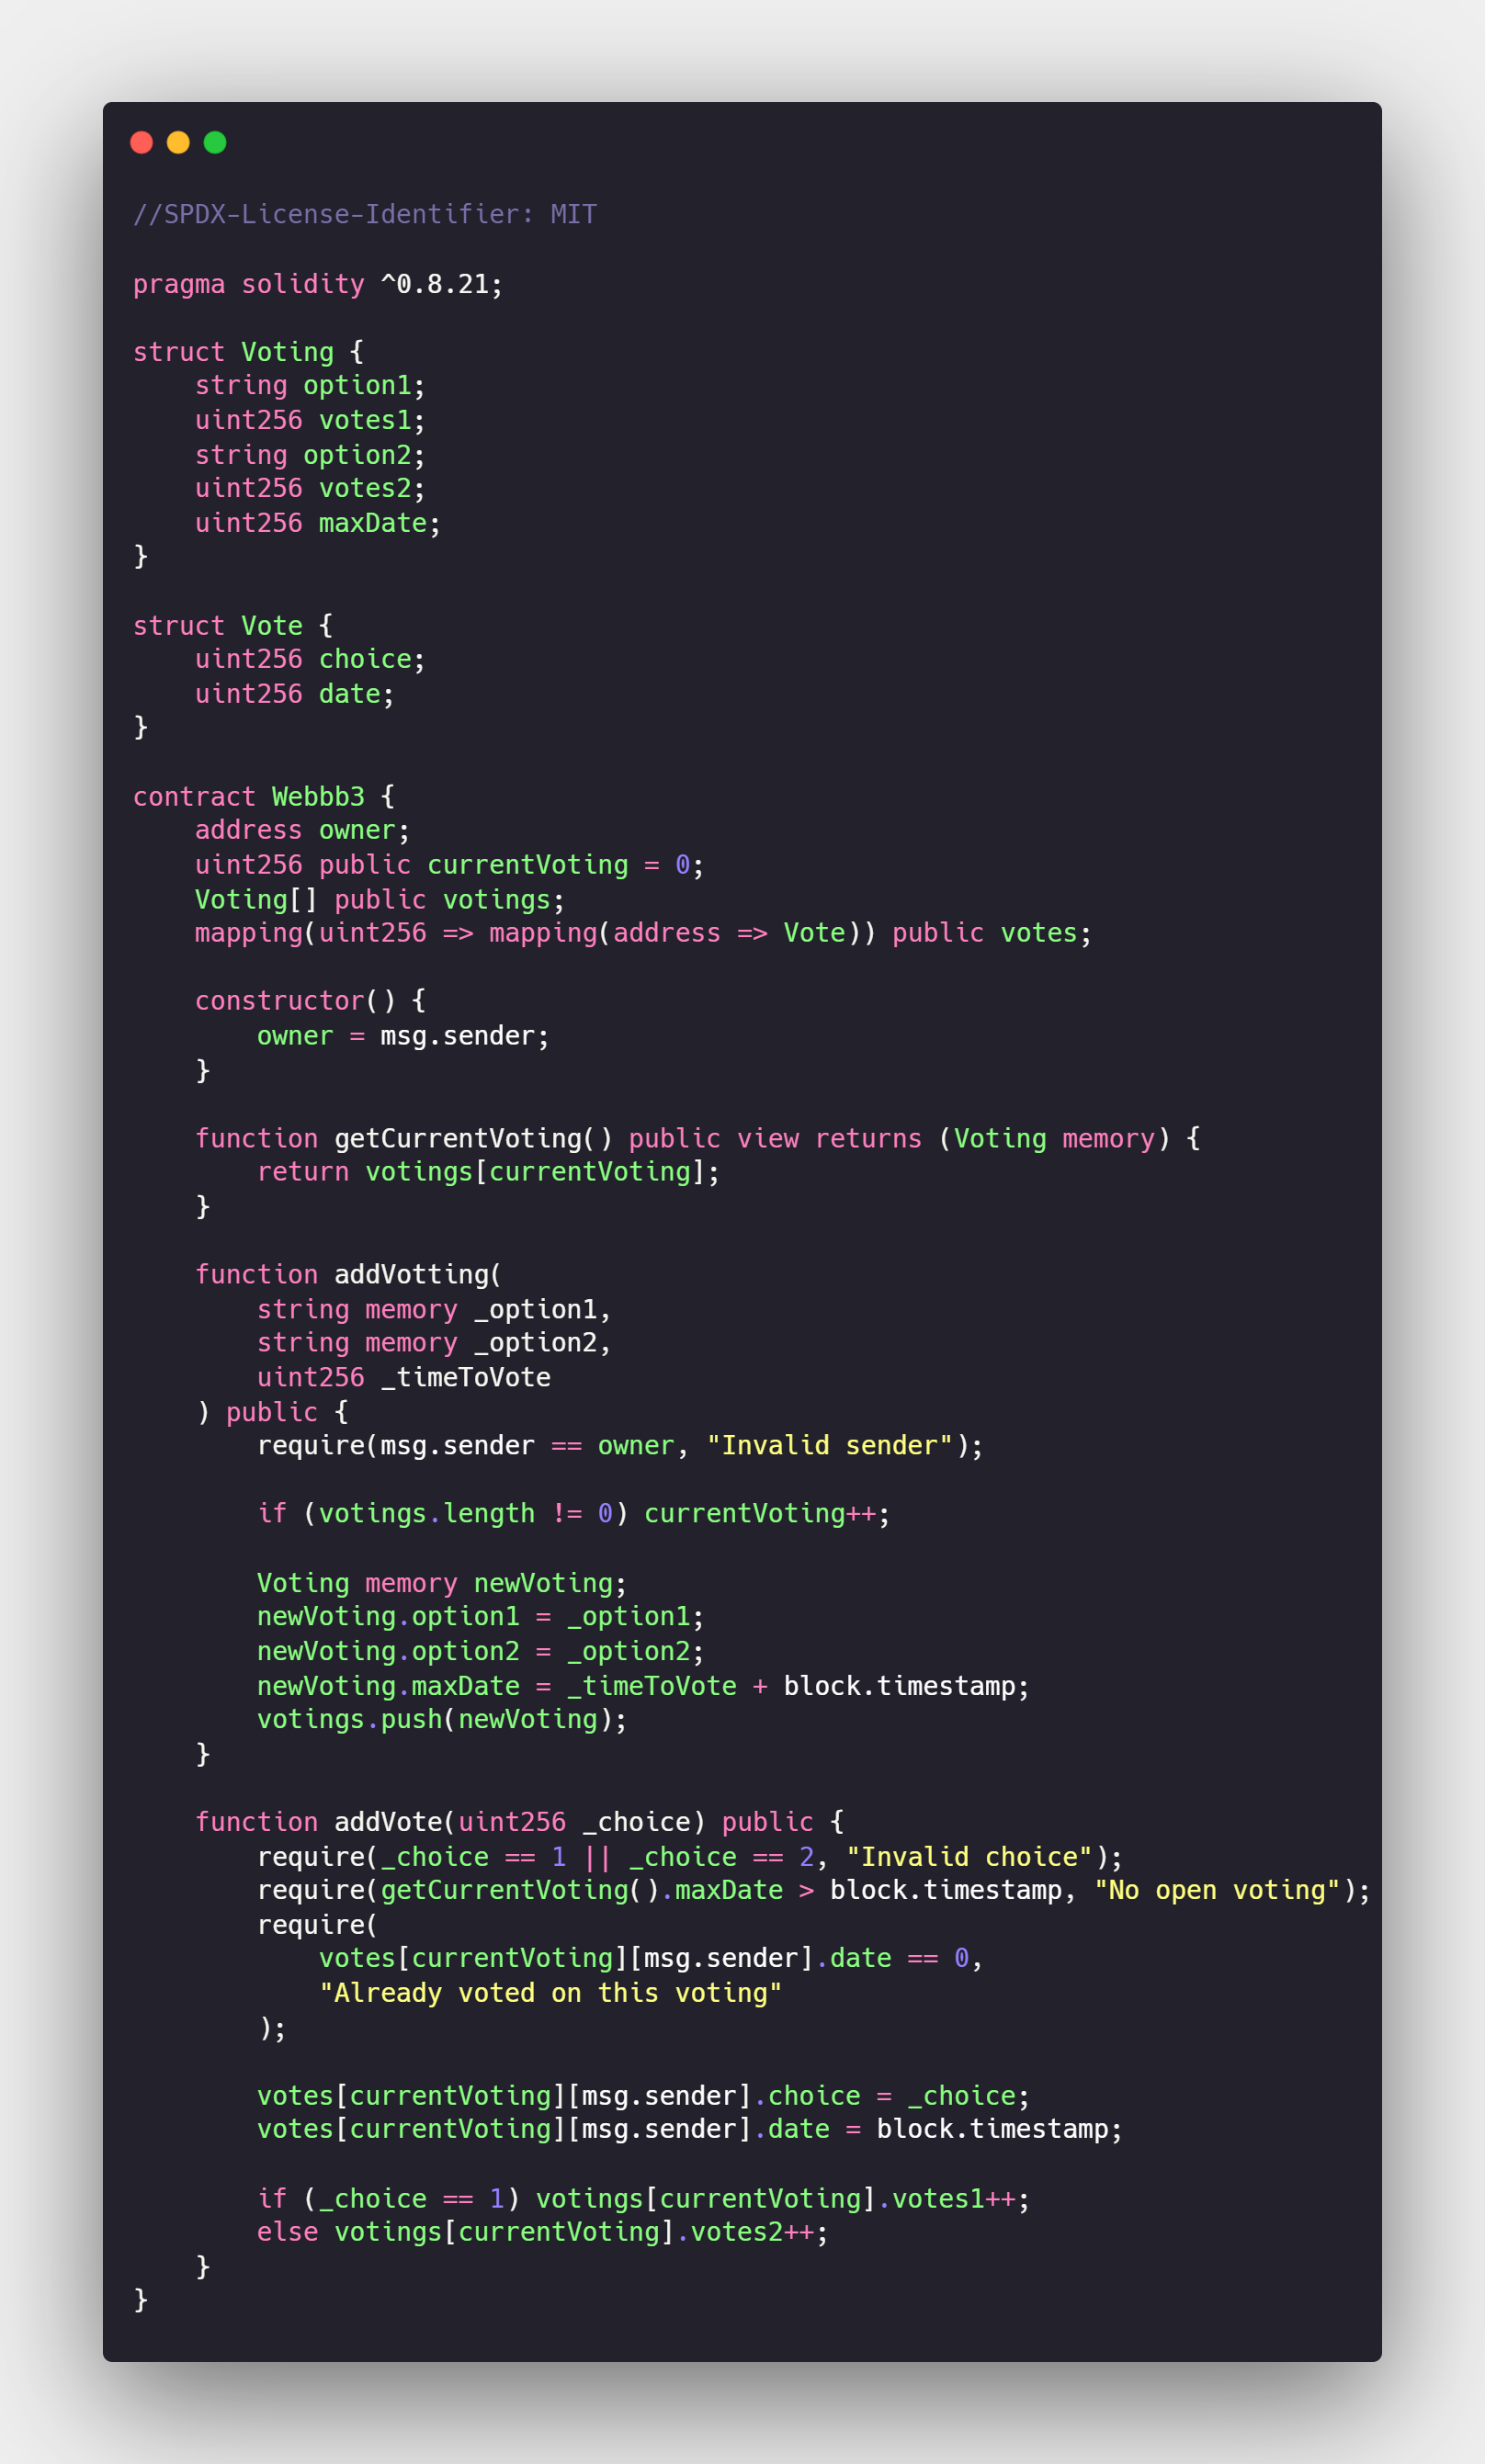 //SPDX-License-Identifier: MIT

pragma solidity ^0.8.21;

struct Voting {
    string option1;
    uint256 votes1;
    string option2;
    uint256 votes2;
    uint256 maxDate;
}

struct Vote {
    uint256 choice;
    uint256 date;
}

contract Webbb3 {
    address owner;
    uint256 public currentVoting = 0;
    Voting[] public votings;
    mapping(uint256 => mapping(address => Vote)) public votes;

    constructor() {
        owner = msg.sender;
    }

    function getCurrentVoting() public view returns (Voting memory) {
        return votings[currentVoting];
    }

    function addVotting(
        string memory _option1,
        string memory _option2,
        uint256 _timeToVote
    ) public {
        require(msg.sender == owner, "Invalid sender");

        if (votings.length != 0) currentVoting++;

        Voting memory newVoting;
        newVoting.option1 = _option1;
        newVoting.option2 = _option2;
        newVoting.maxDate = _timeToVote + block.timestamp;
        votings.push(newVoting);
    }

    function addVote(uint256 _choice) public {
        require(_choice == 1 || _choice == 2, "Invalid choice");
        require(getCurrentVoting().maxDate > block.timestamp, "No open voting");
        require(
            votes[currentVoting][msg.sender].date == 0,
            "Already voted on this voting"
        );

        votes[currentVoting][msg.sender].choice = _choice;
        votes[currentVoting][msg.sender].date = block.timestamp;

        if (_choice == 1) votings[currentVoting].votes1++;
        else votings[currentVoting].votes2++;
    }
}